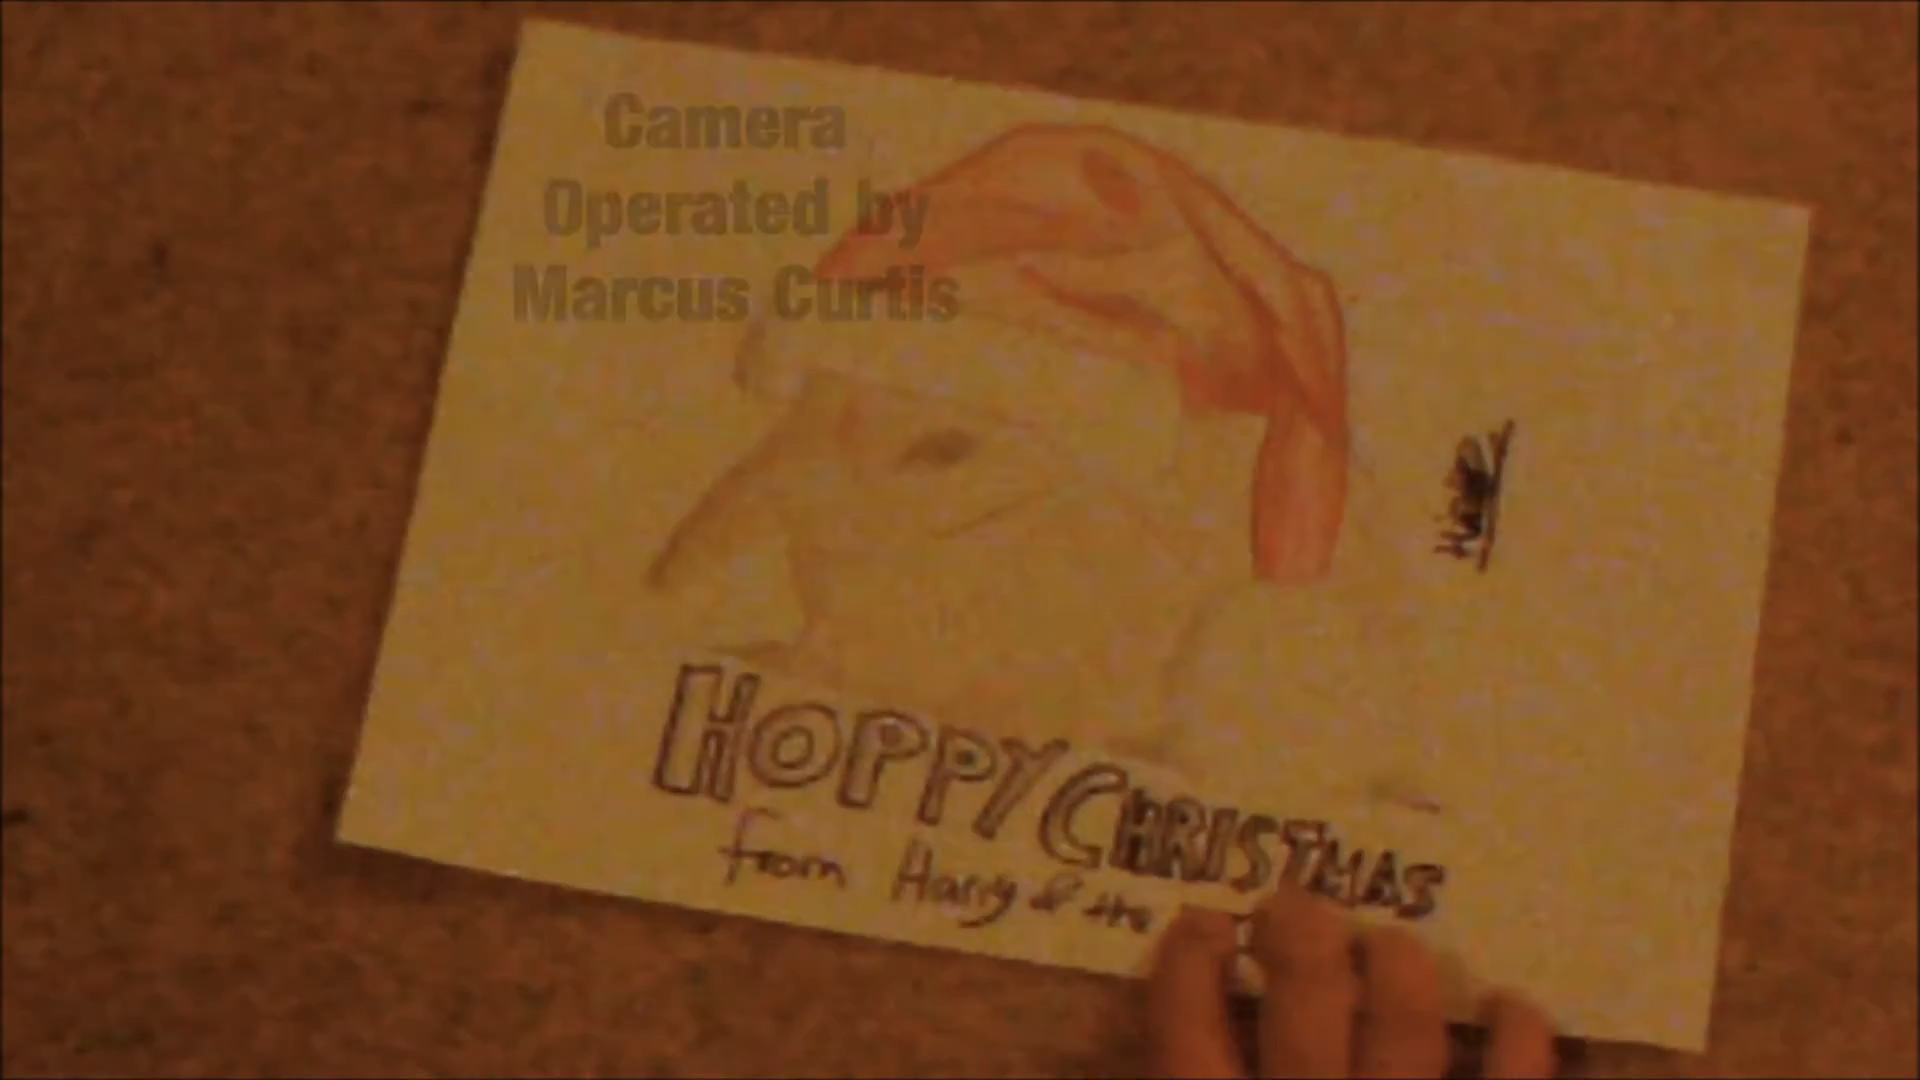 Camera
Operated by
Marcus Curtis
HOPPY CHRISTMAS
from Harry & the